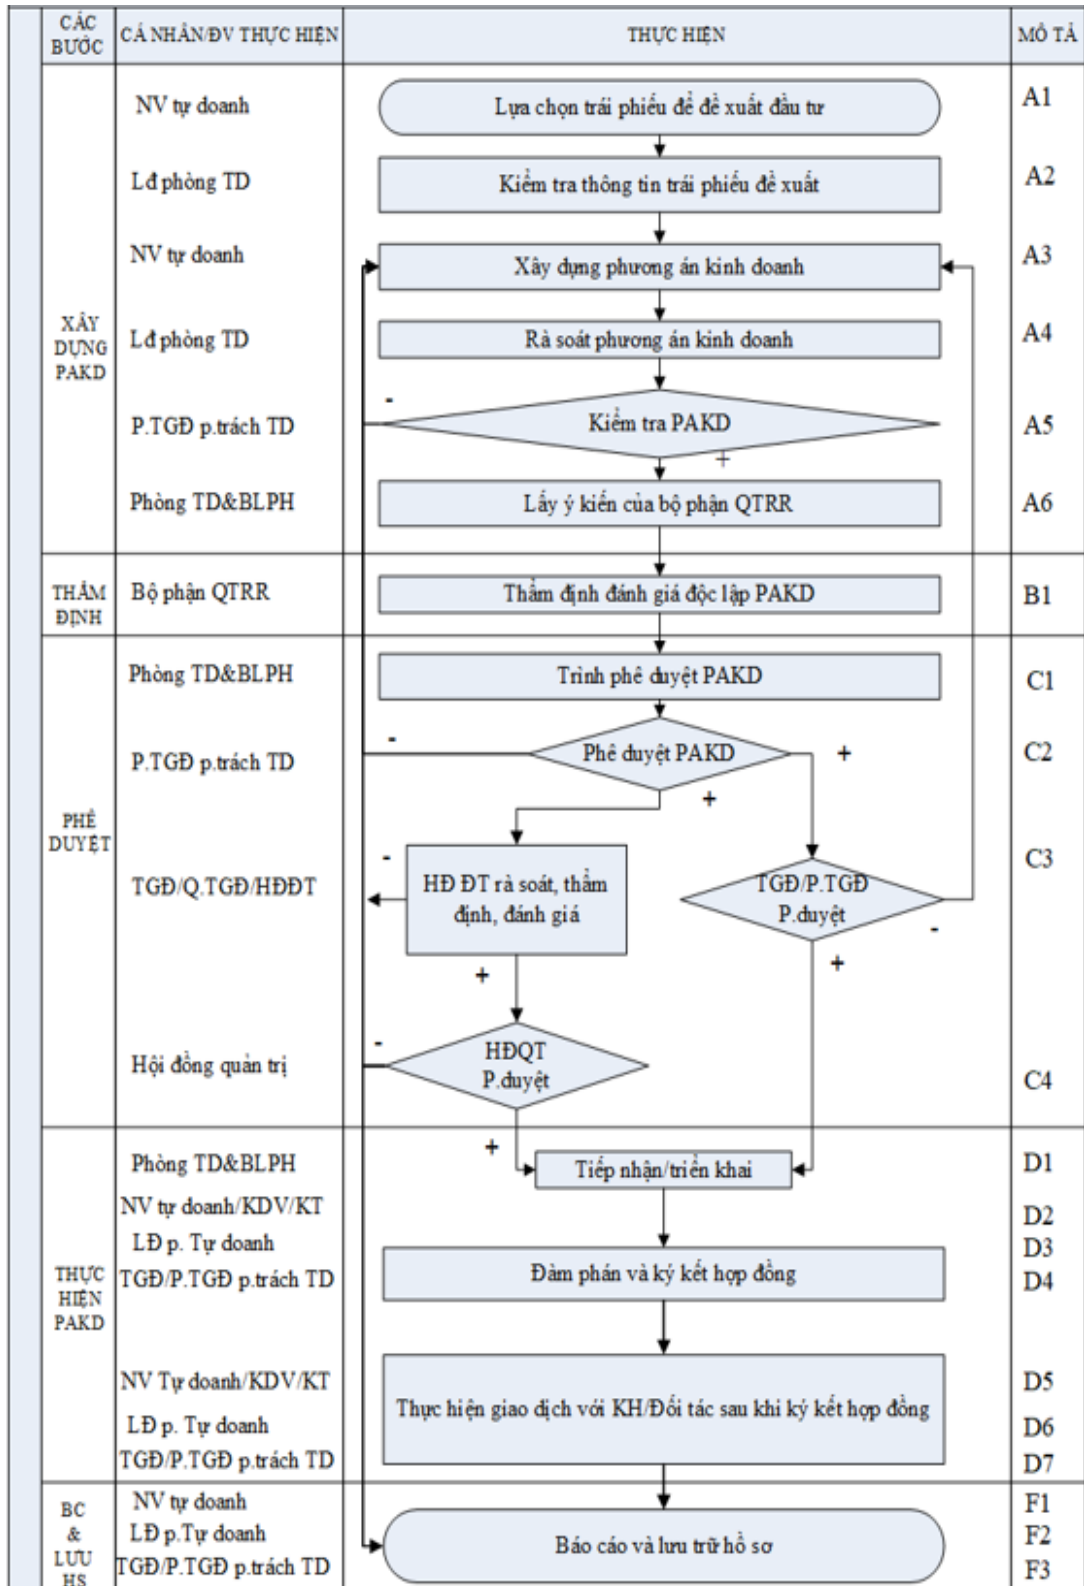 CÁC
BƯỚC
CÁ NHÂN/ĐV THỰC HIỆN
THỰC HIỆN
MÔ TẢ
NV tự doanh
Lựa chọn trái phiếu để đề xuất đầu tư
A1
Lđ phòng TD
Kiểm tra thông tin trái phiếu đề xuất
A2
NV tự doanh
Xây dựng phương án kinh doanh
A3
XÂY
DỰNG
PAKD
Lđ phòng TD
Rà soát phương án kinh doanh
A4
-
P.TGĐ p.trách TD
Kiểm tra PAKD
A5
+
Phòng TD&BLPH
Lấy ý kiến của bộ phận QTRR
A6
THẨM
ĐỊNH
Bộ phận QTRR
Thẩm định đánh giá độc lập PAKD
B1
Phòng TD&BLPH
Trình phê duyệt PAKD
C1
-
P.TGĐ p.trách TD
Phê duyệt PAKD
+
C2
+
PHÊ
DUYỆT
-
C3
TGĐ/Q.TGĐ/HĐĐT
HĐ ĐT rà soát, thẩm
định, đánh giá
TGĐ/P.TGĐ
P.duyệt
-
+
+
-
Hội đồng quản trị
HĐQT
P.duyệt
C4
+
Phòng TD&BLPH
Tiếp nhận/triển khai
D1
NV tự doanh/KDV/KT
D2
LĐ p. Tự doanh
D3
THỰC
HIỆN
PAKD
TGĐ/P.TGĐ p.trách TD
Đàm phán và ký kết hợp đồng
D4
NV Tự doanh/KDV/KT
D5
Thực hiện giao dịch với KH/Đối tác sau khi ký kết hợp đồng
LĐ p. Tự doanh
D6
TGĐ/P.TGĐ p.trách TD
D7
BC
&
LƯU
HS
NV tự doanh
F1
LĐ p.Tự doanh
Báo cáo và lưu trữ hồ sơ
F2
TGĐ/P.TGĐ p.trách TD
F3